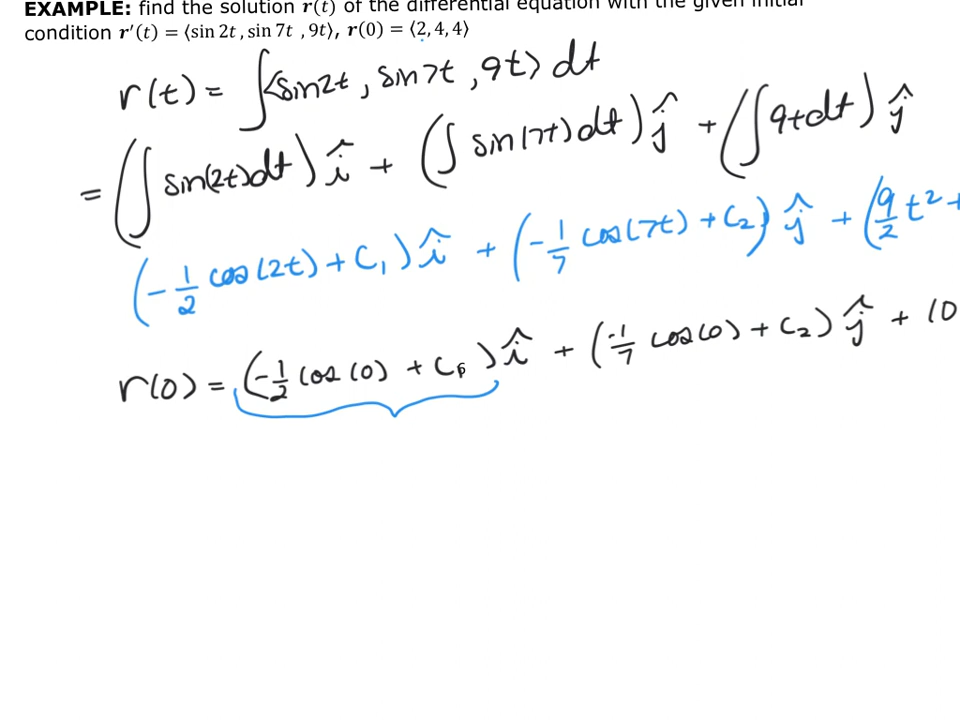 EXAMPLE: find the solution r(t) of the differential equation with the given initial
condition r′(t) = ⟨sin 2t , sin 7t , 9t⟩, r(0) = ⟨2, 4, 4⟩
r(t) = ∫⟨sin2t , sin7t , 9t⟩ dt
= (∫ sin(2t)dt) î + (∫ sin(7t)dt) ĵ + (∫9tdt) ĵ
(-1/2 cos(2t) + C₁) î + (-1/7 cos(7t) + C₂) ĵ + (9/2 t² +
r(0) = (-1/2 cos(0) + C₁) î + (-1/7 cos(0) + C₂) ĵ + (0